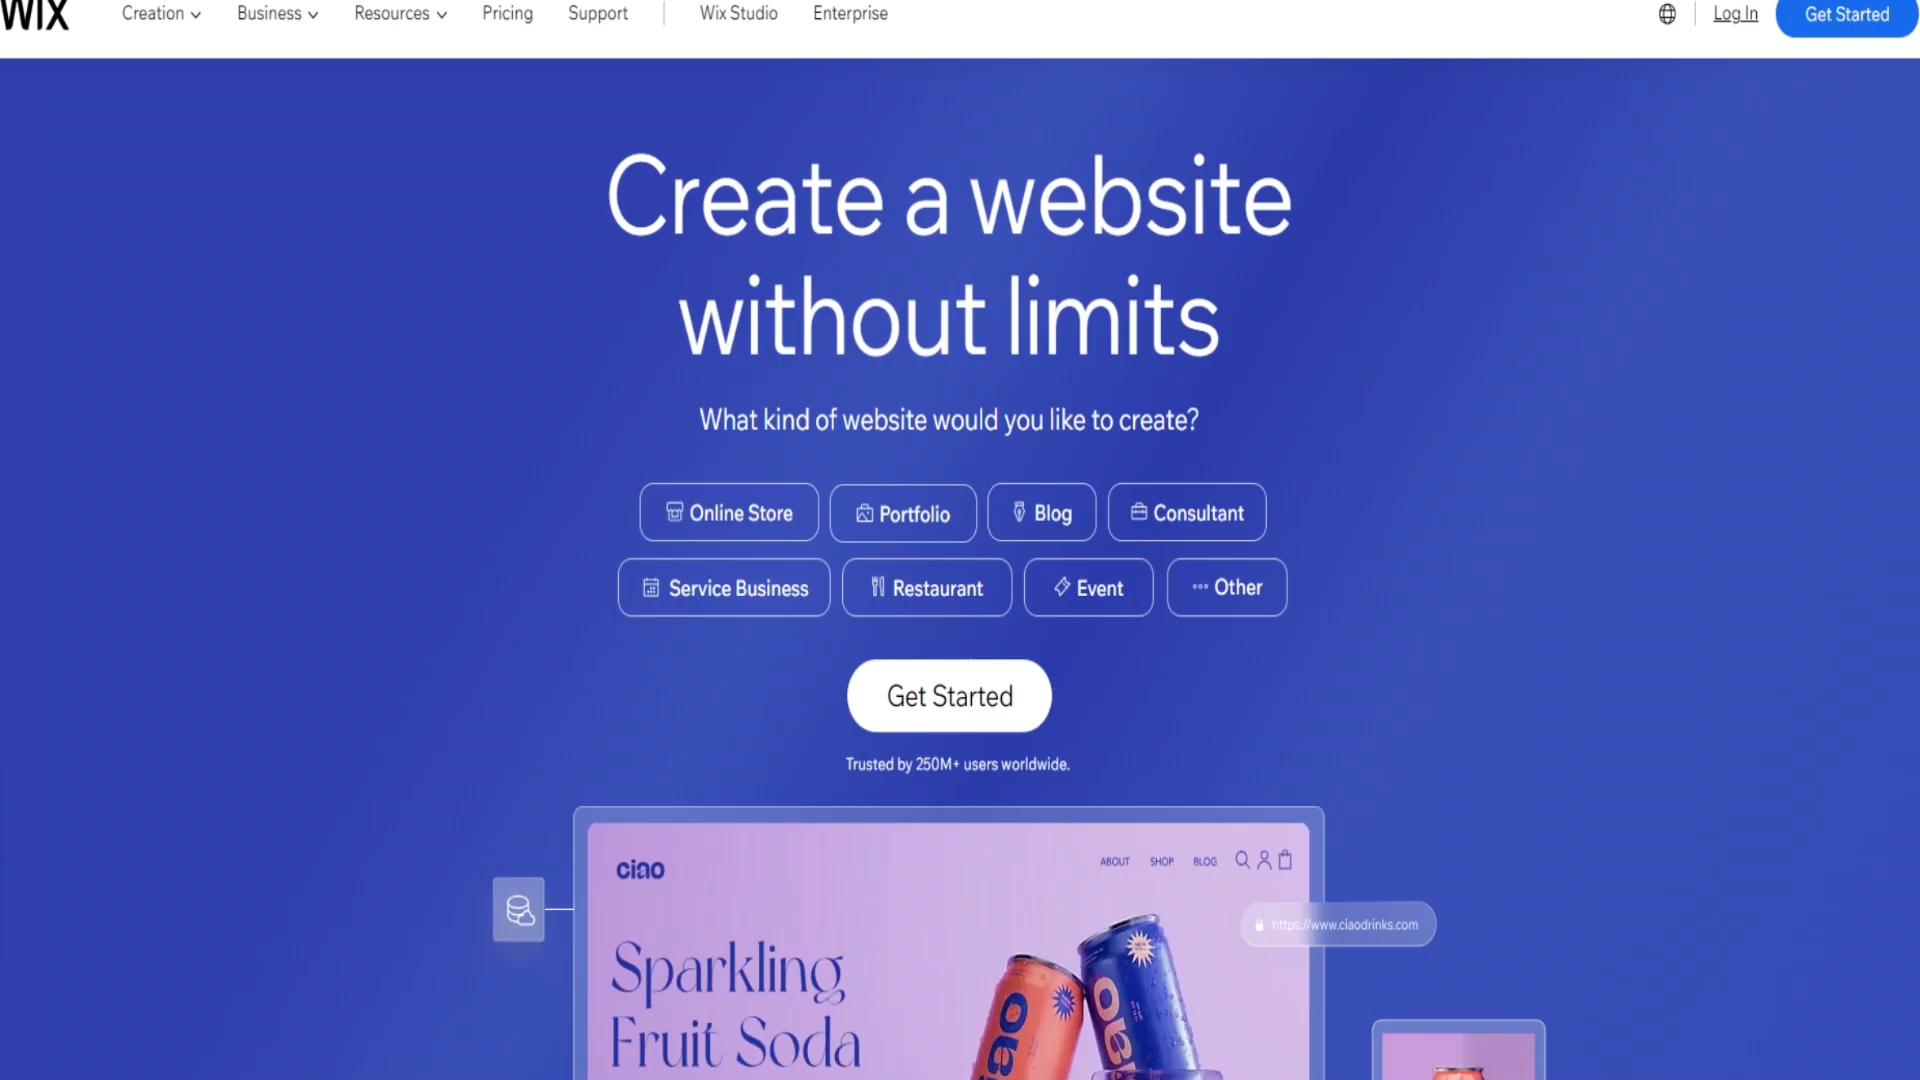 WIX
Creation
Business
Resources
Pricing
Support
Wix Studio
Enterprise
Log In
Get Started
Create a website
without limits
What kind of website would you like to create?
Online Store
Portfolio
Blog
Consultant
Service Business
Restaurant
Event
Other
Get Started
Trusted by 250M+ users worldwide.
ciao
ABOUT
SHOP
BLOG
https://www.ciaodrinks.com
Sparkling
Fruit Soda